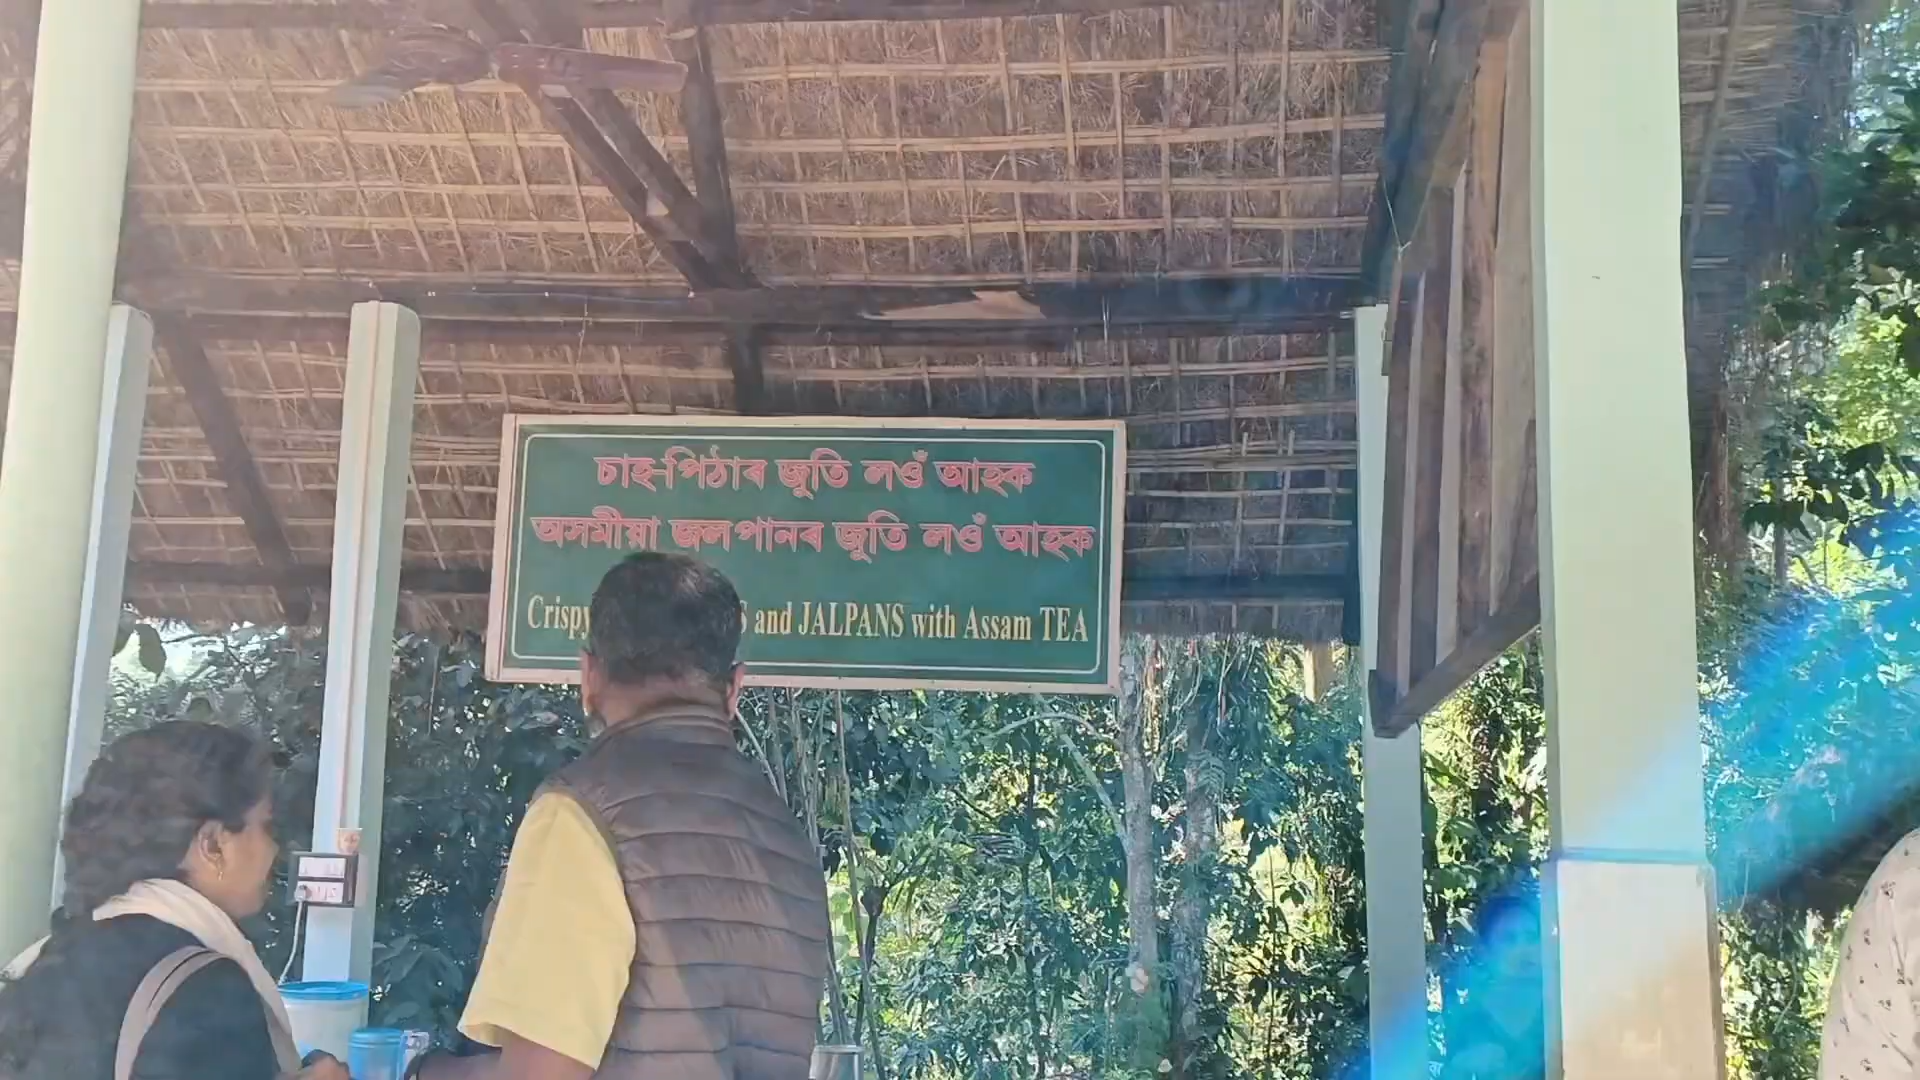 চাহ-পিঠাৰ জুতি লওঁ আহক
অসমীয়া জলপানৰ জুতি লওঁ আহক
Crispy and JALPANS with Assam TEA